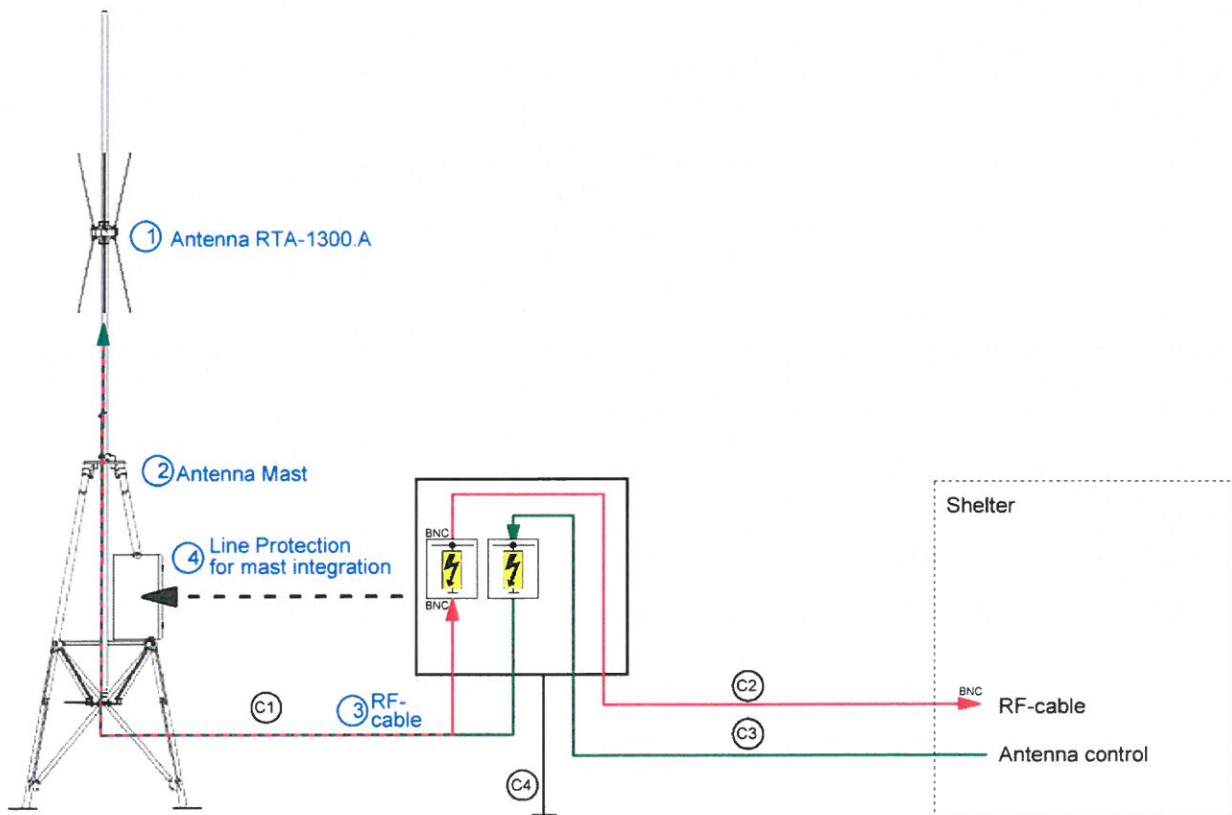 1 Antenna RTA-1300.A
2 Antenna Mast
4 Line Protection
for mast integration
BNC
BNC
Shelter
C1
3 RF-
cable
C2
BNC
RF-cable
C3
Antenna control
C4